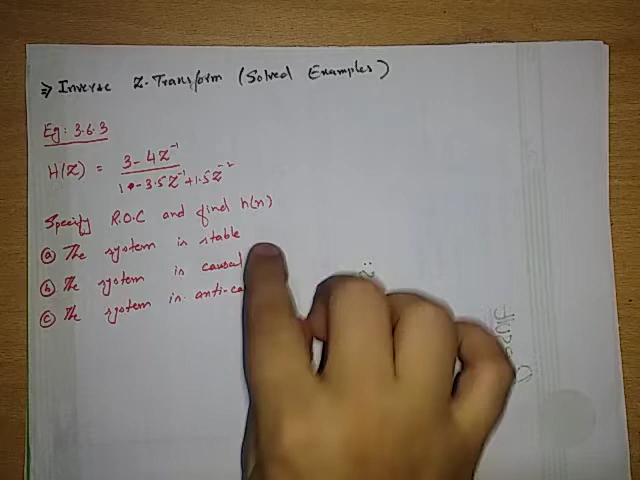 ⇒ Inverse Z-Transform (Solved Examples)
Eg: 3.6.3
H(Z) = 3-4Z⁻¹ / 1-3.5Z⁻¹+1.5Z⁻²
Specify R.O.C and find h(n)
ⓐ The system is stable
ⓑ The system is causal
ⓒ The system is anti-ca